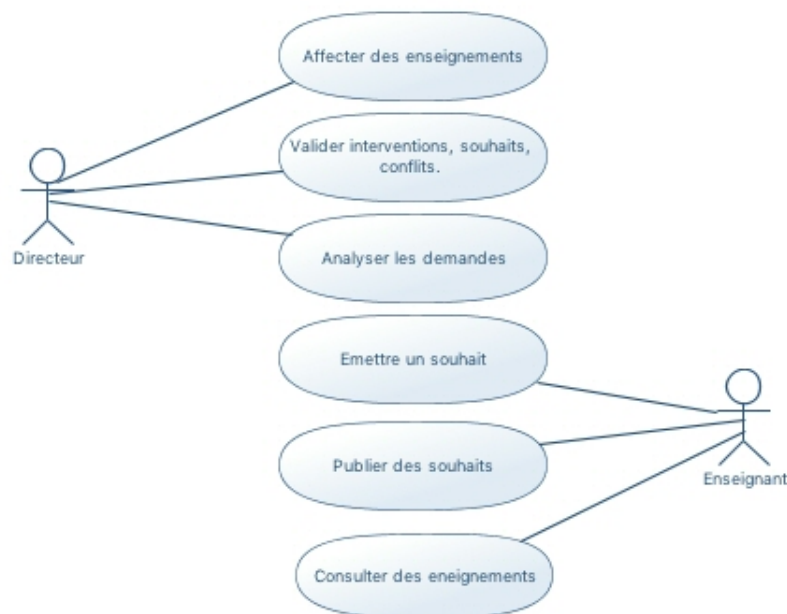 Affecter des enseignements
Valider interventions, souhaits,
conflits.
Directeur
Analyser les demandes
Emettre un souhait
Publier des souhaits
Enseignant
Consulter des eneignements